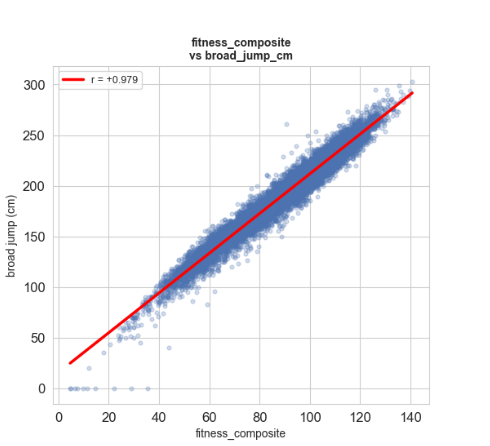 fitness_composite
vs broad_jump_cm
r = +0.979
300
250
200
150
100
50
0
broad jump (cm)
0 20 40 60 80 100 120 140
fitness_composite